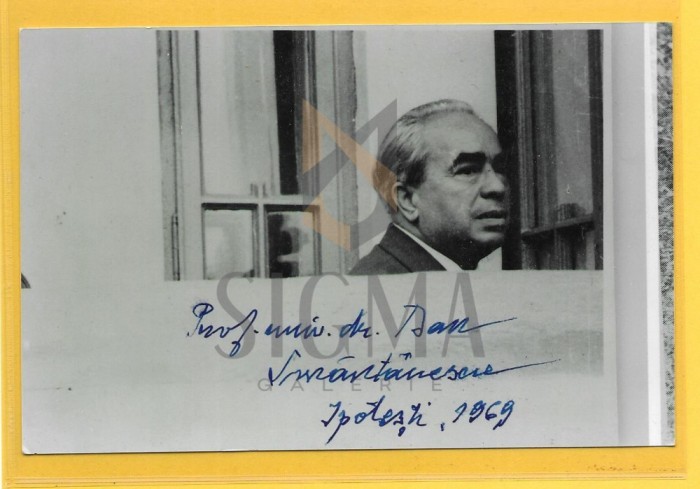 Prof. univ. dr. Dan
Smântânescu
Ipotești, 1969
SIGMA
GALERIE